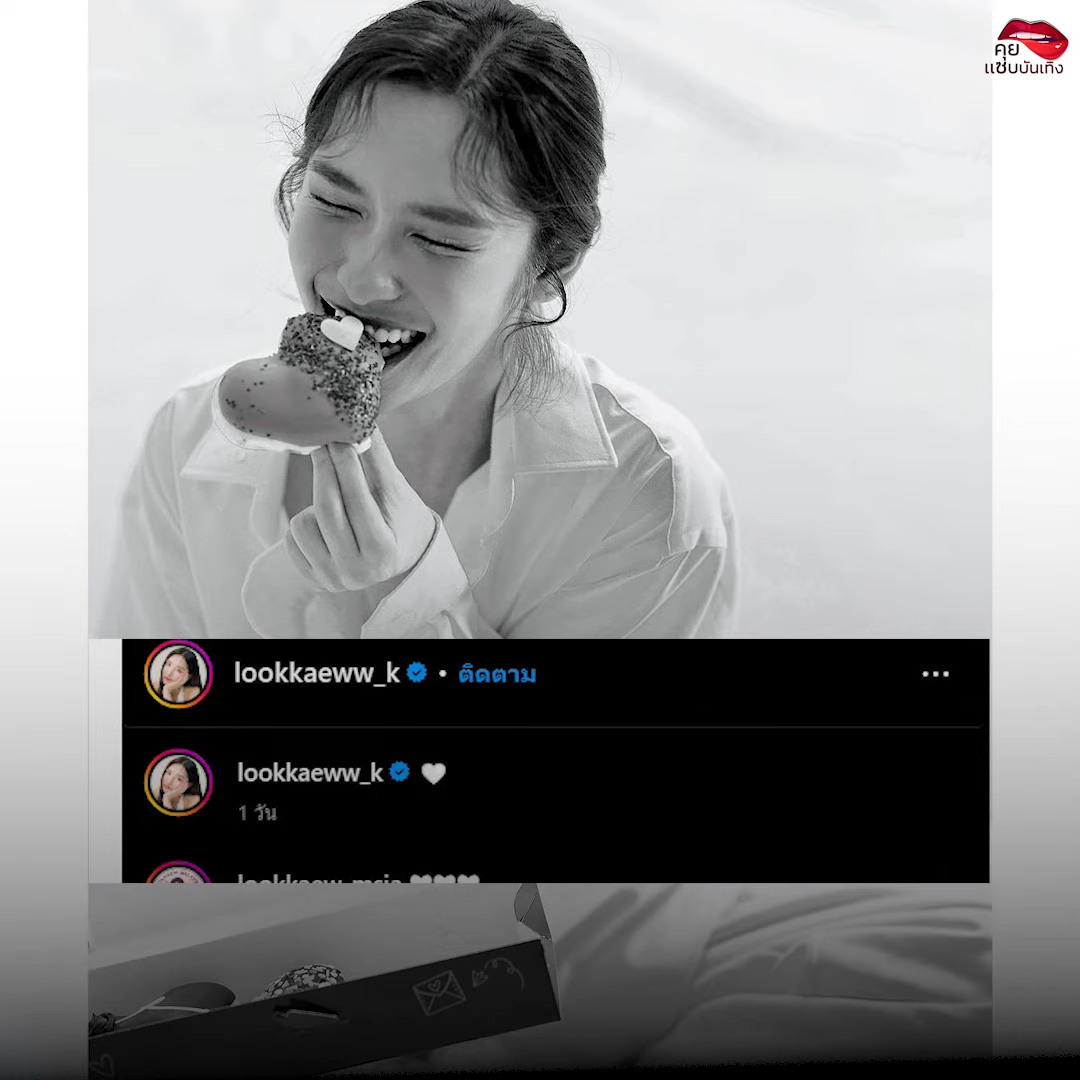 คุย
แซ่บบันเทิง
lookkaeww_k • ติดตาม
lookkaeww_k 🤍
1 วัน